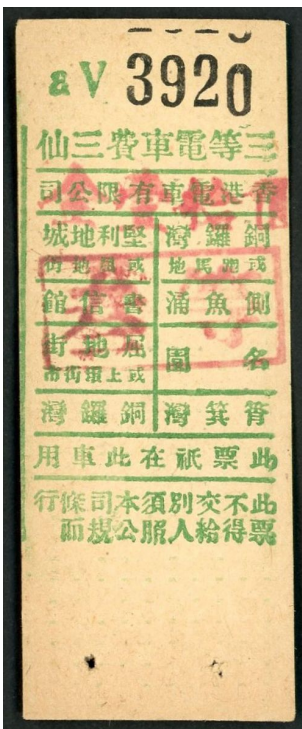 aV 3920
三等電車費三仙
香港電車有限公司
銅鑼灣
或跑馬地
堅利地城
側魚涌
書信館
名園
屈地街
或上環街市
筲箕灣
銅鑼灣
此票祇在此車用
此票不得交給別人須服本公司規條而行